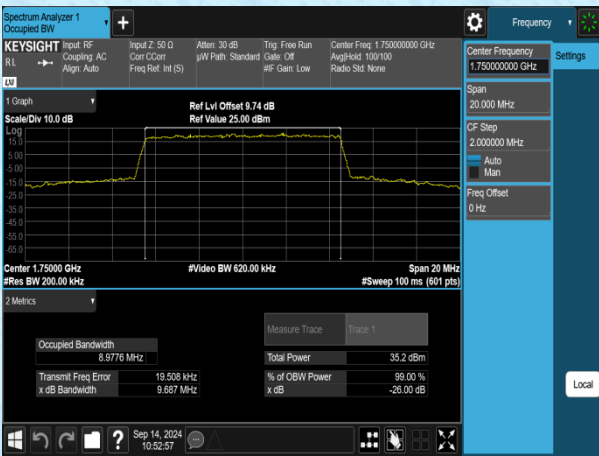 Spectrum Analyzer 1
Occupied BW
Frequency
KEYSIGHT
RL
LXI
Input: RF
Coupling: AC
Align: Auto
Input Z: 50 Ω
Corr CCorr
Freq Ref: Int (S)
Atten: 30 dB
µW Path: Standard
Trig: Free Run
Gate: Off
#IF Gain: Low
Center Freq: 1.750000000 GHz
Avg|Hold: 100/100
Radio Std: None
Center Frequency
1.750000000 GHz
Settings
Span
20.000 MHz
CF Step
2.000000 MHz
Auto
Man
Freq Offset
0 Hz
Local
1 Graph
Scale/Div 10.0 dB
Ref Lvl Offset 9.74 dB
Ref Value 25.00 dBm
Log
15.0
5.00
-5.00
-15.0
-25.0
-35.0
-45.0
-55.0
-65.0
Center 1.75000 GHz
#Video BW 620.00 kHz
Span 20 MHz
#Res BW 200.00 kHz
#Sweep 100 ms (601 pts)
2 Metrics
Measure Trace
Trace 1
Occupied Bandwidth
8.9776 MHz
Total Power
35.2 dBm
Transmit Freq Error
19.508 kHz
% of OBW Power
99.00 %
x dB Bandwidth
9.687 MHz
x dB
-26.00 dB
?
Sep 14, 2024
10:52:57